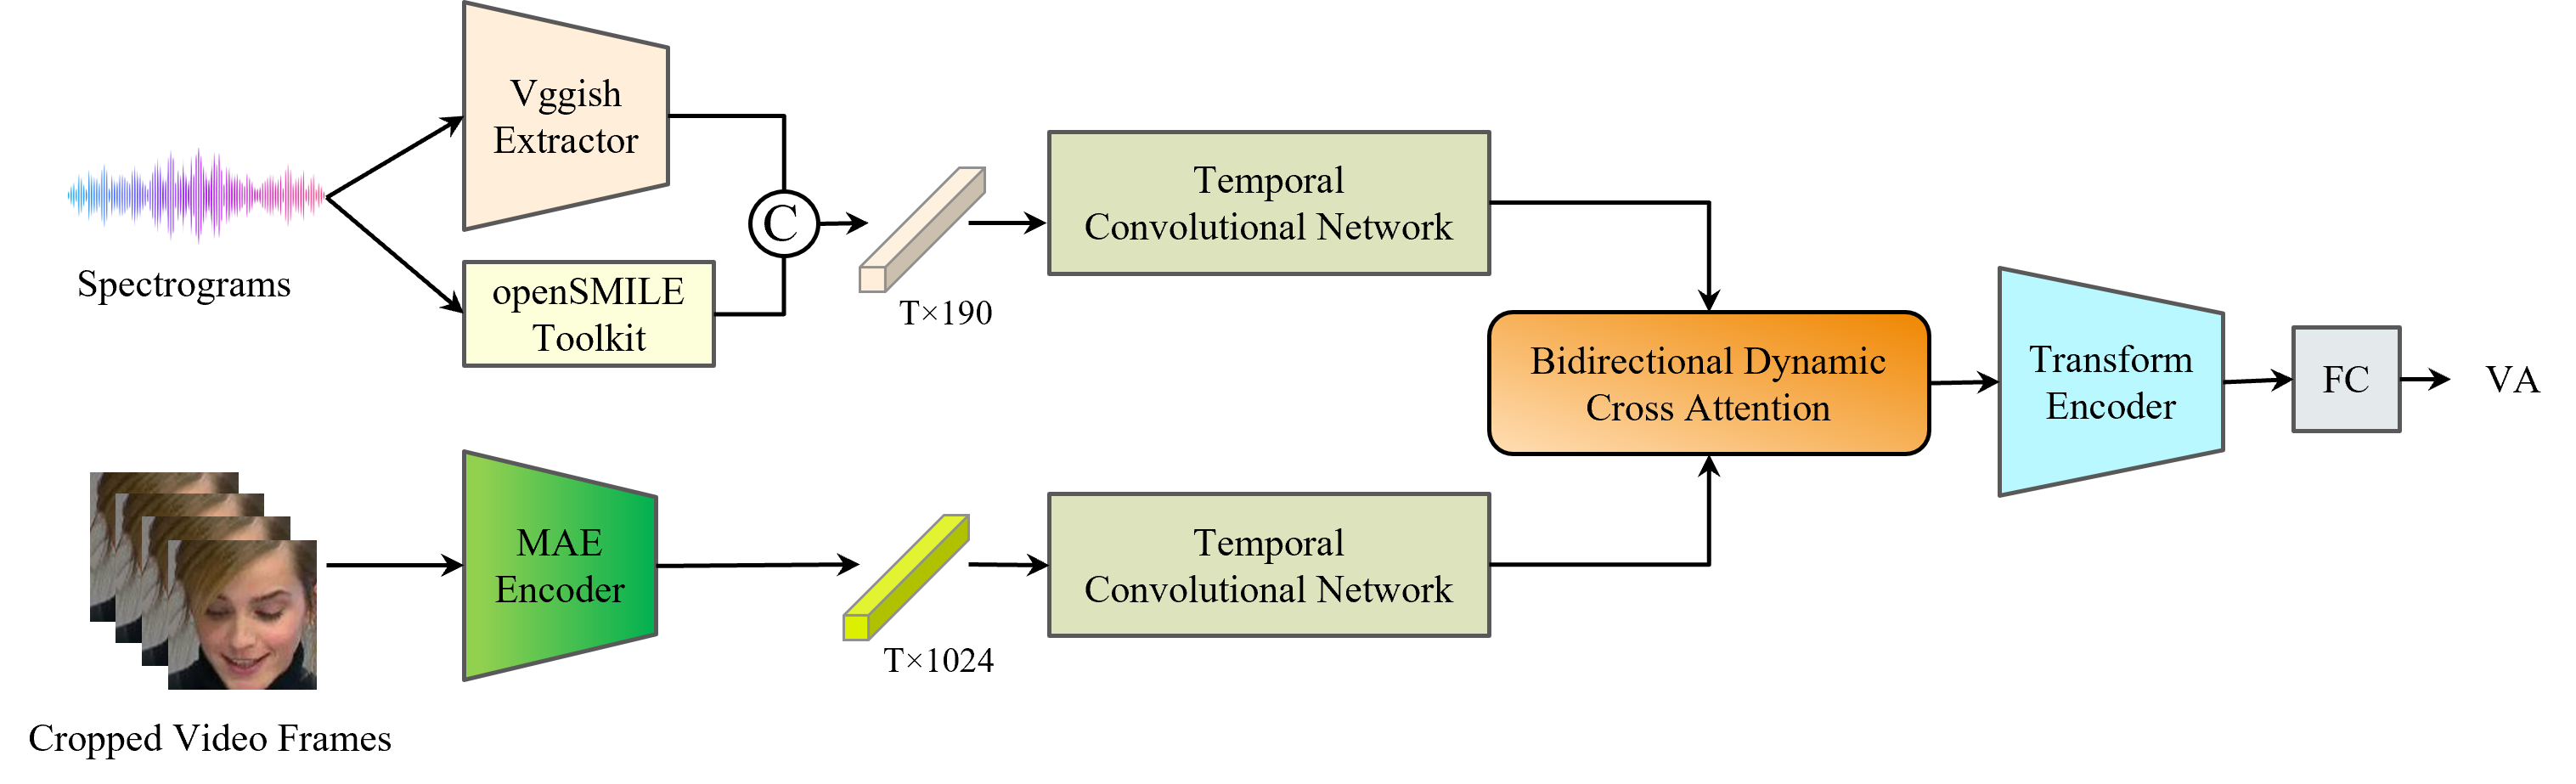 Vggish
Extractor
Spectrograms
openSMILE
Toolkit
C
T×190
Temporal
Convolutional Network
Bidirectional Dynamic
Cross Attention
Transform
Encoder
FC
VA
MAE
Encoder
T×1024
Temporal
Convolutional Network
Cropped Video Frames